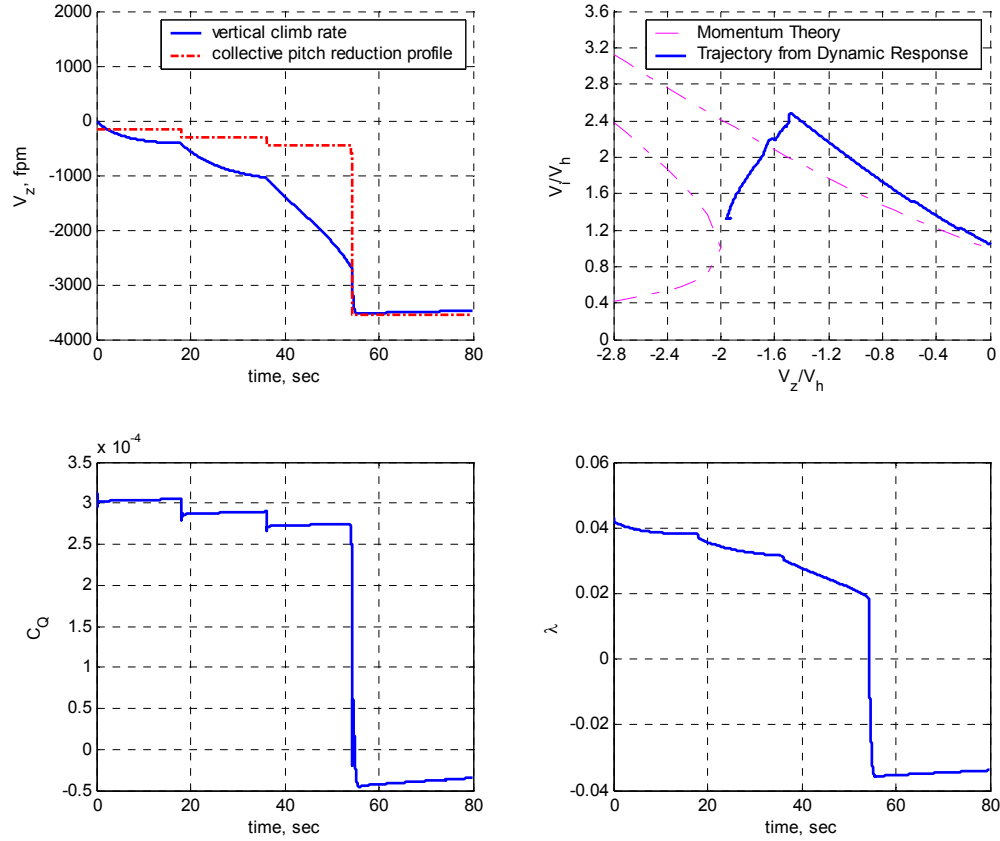 vertical climb rate
collective pitch reduction profile
2000
1000
0
-1000
-2000
-3000
-4000
V_z, fpm
0 20 40 60 80
time, sec
Momentum Theory
Trajectory from Dynamic Response
3.6
3.2
2.8
2.4
2
1.6
1.2
0.8
0.4
0
V_i/V_h
-2.8 -2.4 -2 -1.6 -1.2 -0.8 -0.4 0
V_z/V_h
x 10^-4
3.5
3
2.5
2
1.5
1
0.5
0
-0.5
C_Q
0 20 40 60 80
time, sec
0.06
0.04
0.02
0
-0.02
-0.04
λ
0 20 40 60 80
time, sec